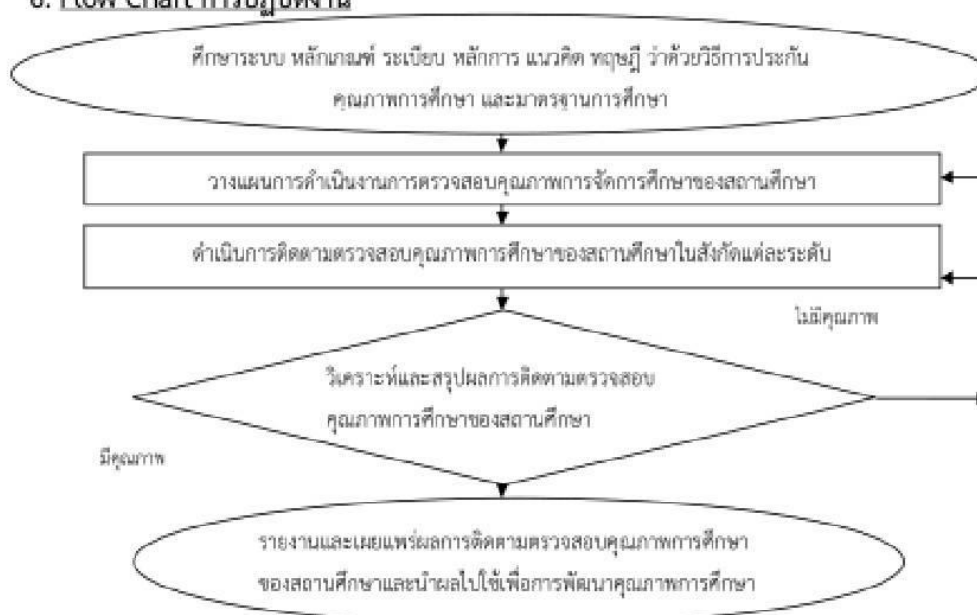 Flow Chart การปฏิบัติงาน
ศึกษาระบบ หลักเกณฑ์ ระเบียบ หลักการ แนวคิด ทฤษฎี ว่าด้วยวิธีการประกัน
คุณภาพการศึกษา และมาตรฐานการศึกษา
วางแผนการดำเนินงานการตรวจสอบคุณภาพการจัดการศึกษาของสถานศึกษา
ดำเนินการติดตามตรวจสอบคุณภาพการศึกษาของสถานศึกษาในสังกัดแต่ละระดับ
ไม่มีคุณภาพ
วิเคราะห์และสรุปผลการติดตามตรวจสอบ
คุณภาพการศึกษาของสถานศึกษา
มีคุณภาพ
รายงานและเผยแพร่ผลการติดตามตรวจสอบคุณภาพการศึกษา
ของสถานศึกษาและนำผลไปใช้เพื่อการพัฒนาคุณภาพการศึกษา